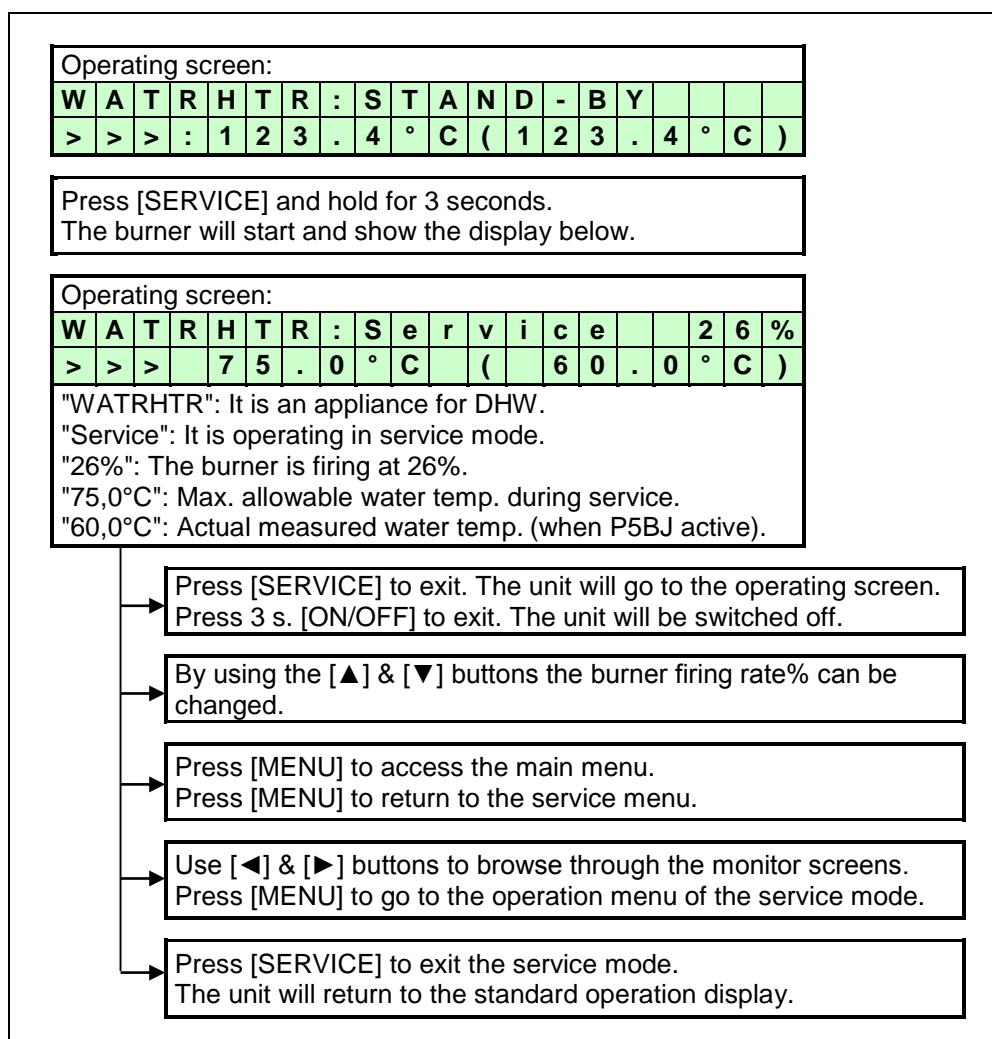 Operating screen:
WATRHTR:STAND-BY
>>>:123.4°C(123.4°C)
Press [SERVICE] and hold for 3 seconds.
The burner will start and show the display below.
Operating screen:
WATRHTR:Service  26%
>>> 75.0°C ( 60.0°C)
"WATRHTR": It is an appliance for DHW.
"Service": It is operating in service mode.
"26%": The burner is firing at 26%.
"75,0°C": Max. allowable water temp. during service.
"60,0°C": Actual measured water temp. (when P5BJ active).
Press [SERVICE] to exit. The unit will go to the operating screen.
Press 3 s. [ON/OFF] to exit. The unit will be switched off.
By using the [▲] & [▼] buttons the burner firing rate% can be
changed.
Press [MENU] to access the main menu.
Press [MENU] to return to the service menu.
Use [◄] & [►] buttons to browse through the monitor screens.
Press [MENU] to go to the operation menu of the service mode.
Press [SERVICE] to exit the service mode.
The unit will return to the standard operation display.